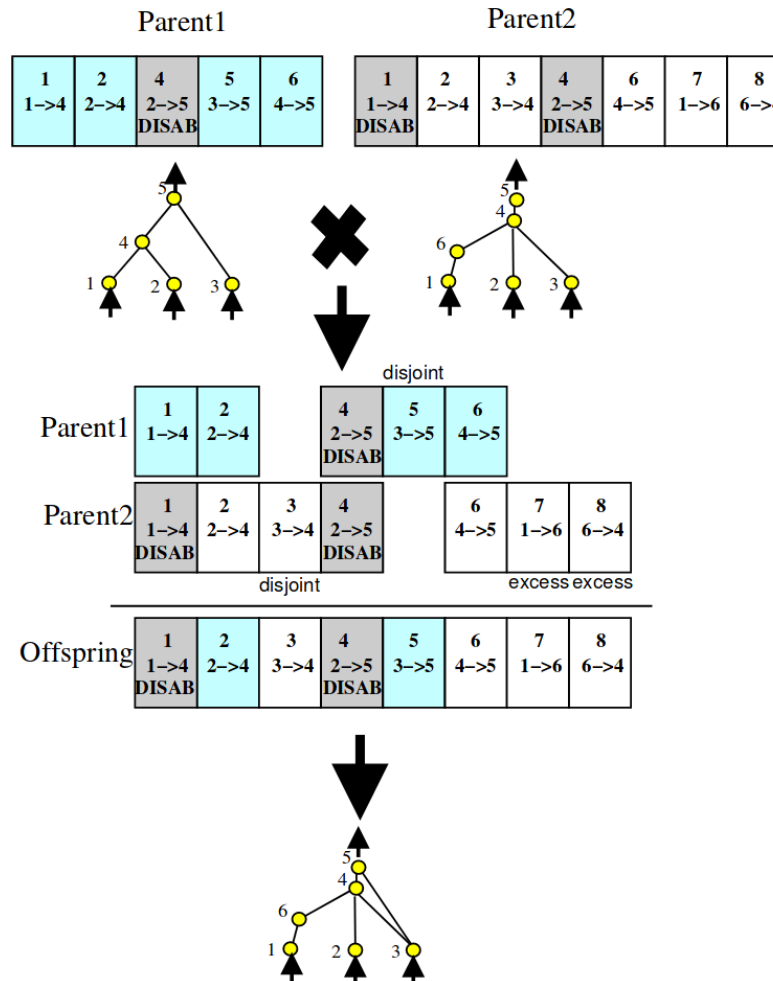 Parent1 Parent2
1 2 4 5 6 1 2 3 4 6 7 8
1->4 2->4 2->5 3->5 4->5 1->4 2->4 3->4 2->5 4->5 1->6
DISAB DISAB DISAB
5 5
4
4 6
1 2 3 1 2 3
disjoint
1 2 4 5 6
Parent1 1->4 2->4 2->5 3->5 4->5
DISAB
1 2 3 4 6 7 8
Parent2 1->4 2->4 3->4 2->5 4->5 1->6 6->4
DISAB DISAB
disjoint excess excess
1 2 3 4 5 6 7 8
Offspring 1->4 2->4 3->4 2->5 3->5 4->5 1->6 6->4
DISAB DISAB
5
4
6
1 2 3